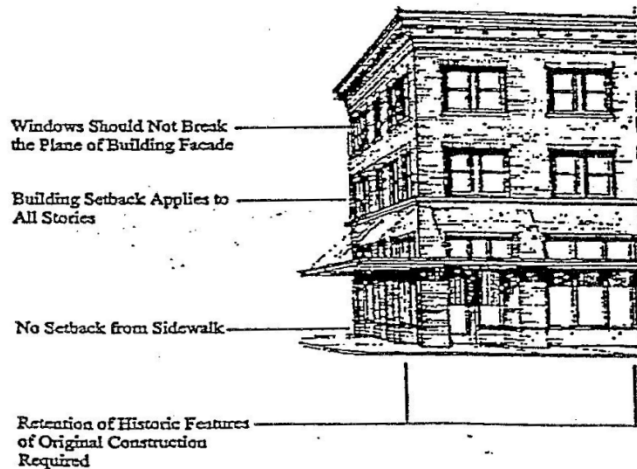 Windows Should Not Break
the Plane of Building Facade
Building Setback Applies to
All Stories
No Setback from Sidewalk
Retention of Historic Features
of Original Construction
Required